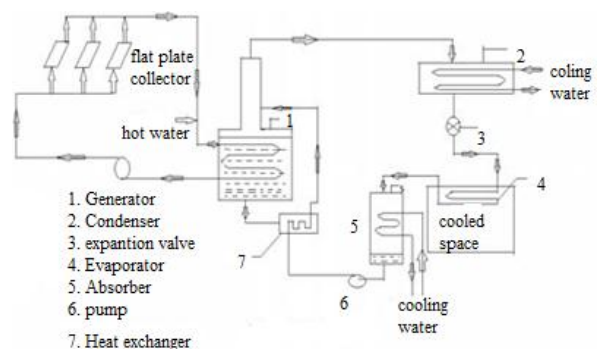 flat plate
collector
hot water
1
2
coling
water
3
4
cooled
space
5
6
7
cooling
water
1. Generator
2. Condenser
3. expantion valve
4. Evaporator
5. Absorber
6. pump
7. Heat exchanger